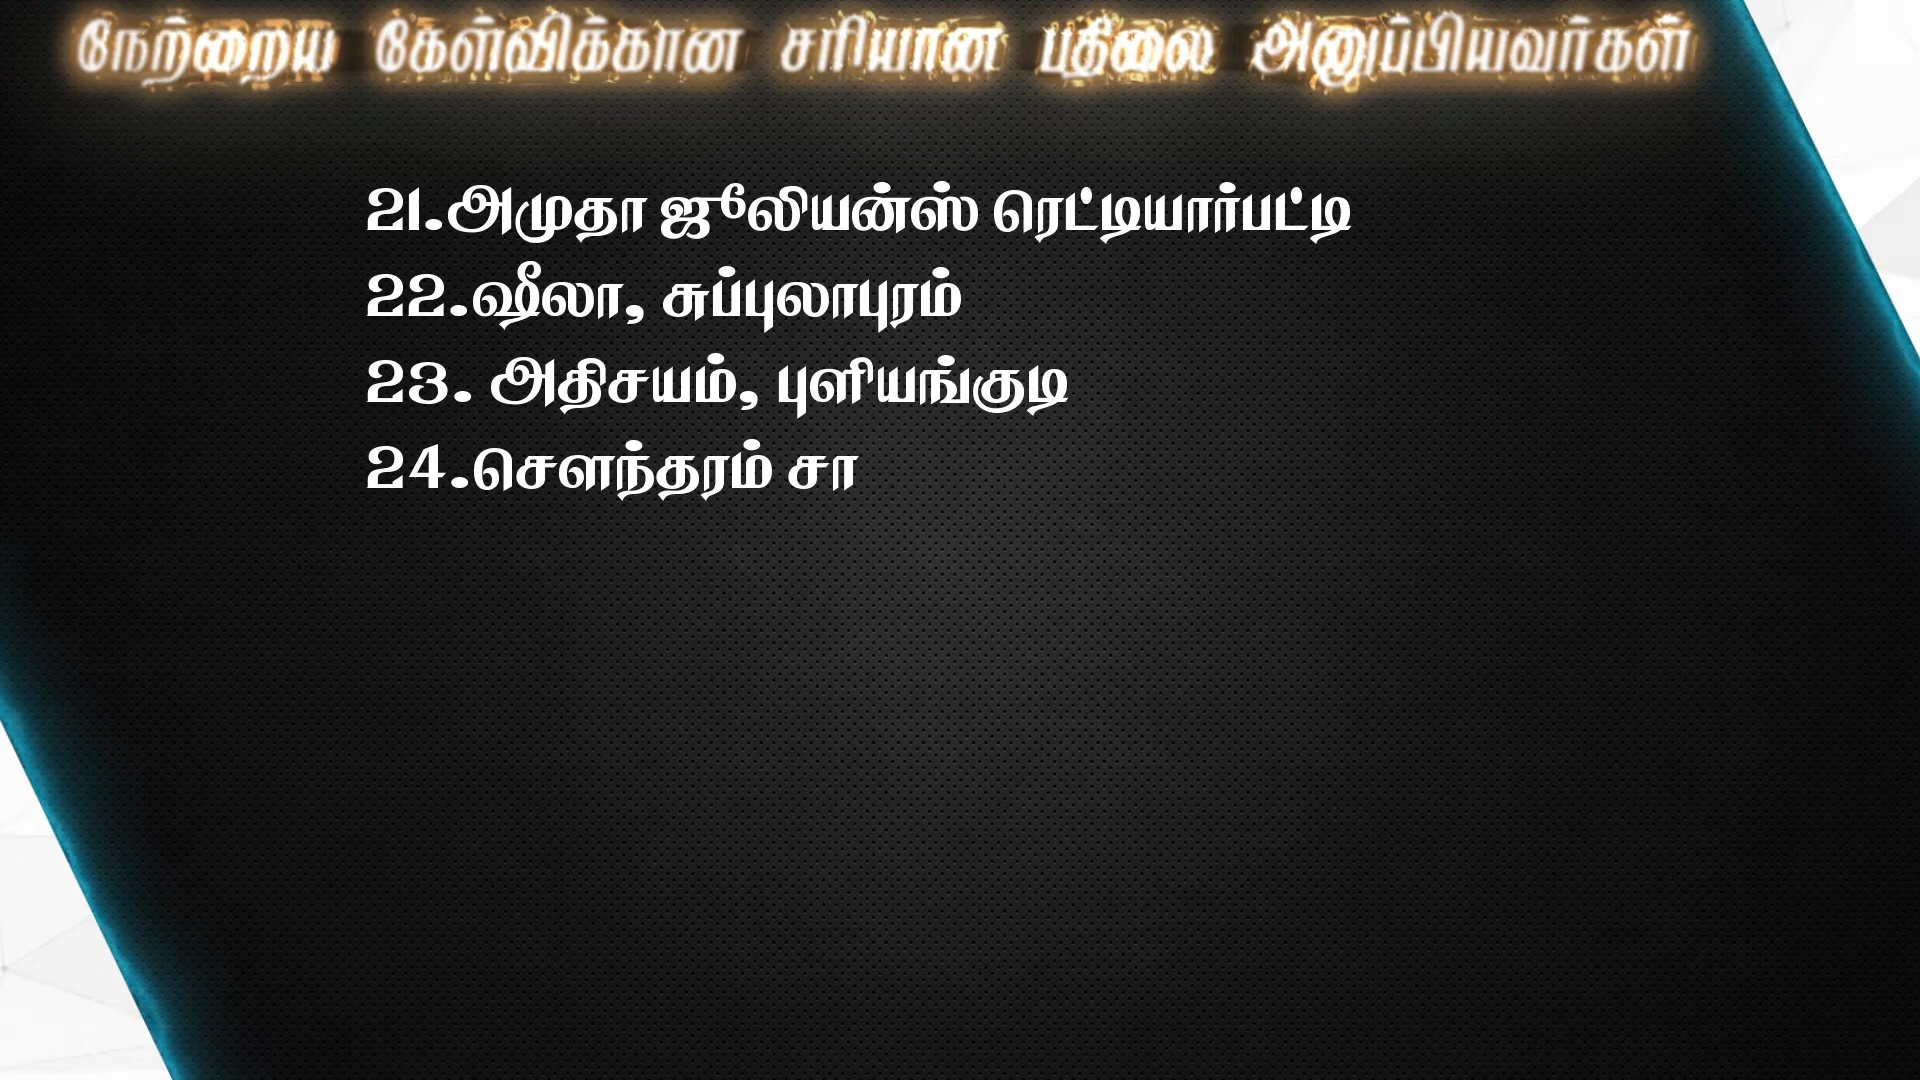 நேற்றைய கேள்விக்கான சரியான பதிலை அனுப்பியவர்கள்
21.அமுதா ஜூலியன்ஸ் ரெட்டியார்பட்டி
22.ஷீலா, சுப்புலாபுரம்
23. அதிசயம், புளியங்குடி
24.சௌந்தரம் சா